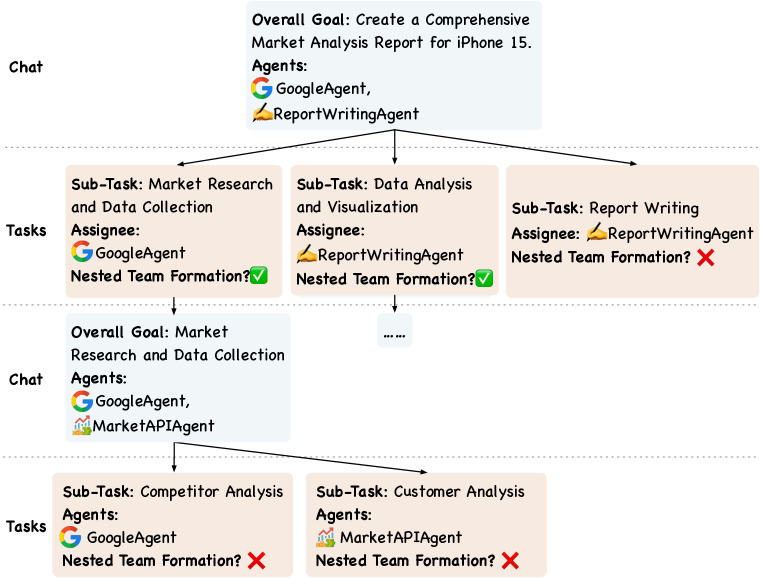 Chat
Overall Goal: Create a Comprehensive
Market Analysis Report for iPhone 15.
Agents:
GoogleAgent,
ReportWritingAgent
Tasks
Sub-Task: Market Research
and Data Collection
Assignee:
GoogleAgent
Nested Team Formation?
Sub-Task: Data Analysis
and Visualization
Assignee:
ReportWritingAgent
Nested Team Formation?
Sub-Task: Report Writing
Assignee: ReportWritingAgent
Nested Team Formation?
Chat
Overall Goal: Market
Research and Data Collection
Agents:
GoogleAgent,
MarketAPIAgent
......
Tasks
Sub-Task: Competitor Analysis
Agents:
GoogleAgent
Nested Team Formation?
Sub-Task: Customer Analysis
Agents:
MarketAPIAgent
Nested Team Formation?